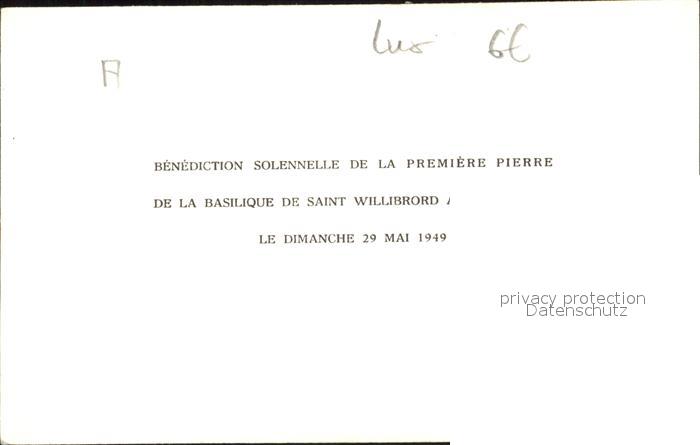 Lux 6€
A
BÉNÉDICTION SOLENNELLE DE LA PREMIÈRE PIERRE
DE LA BASILIQUE DE SAINT WILLIBRORD
LE DIMANCHE 29 MAI 1949
privacy protection
Datenschutz